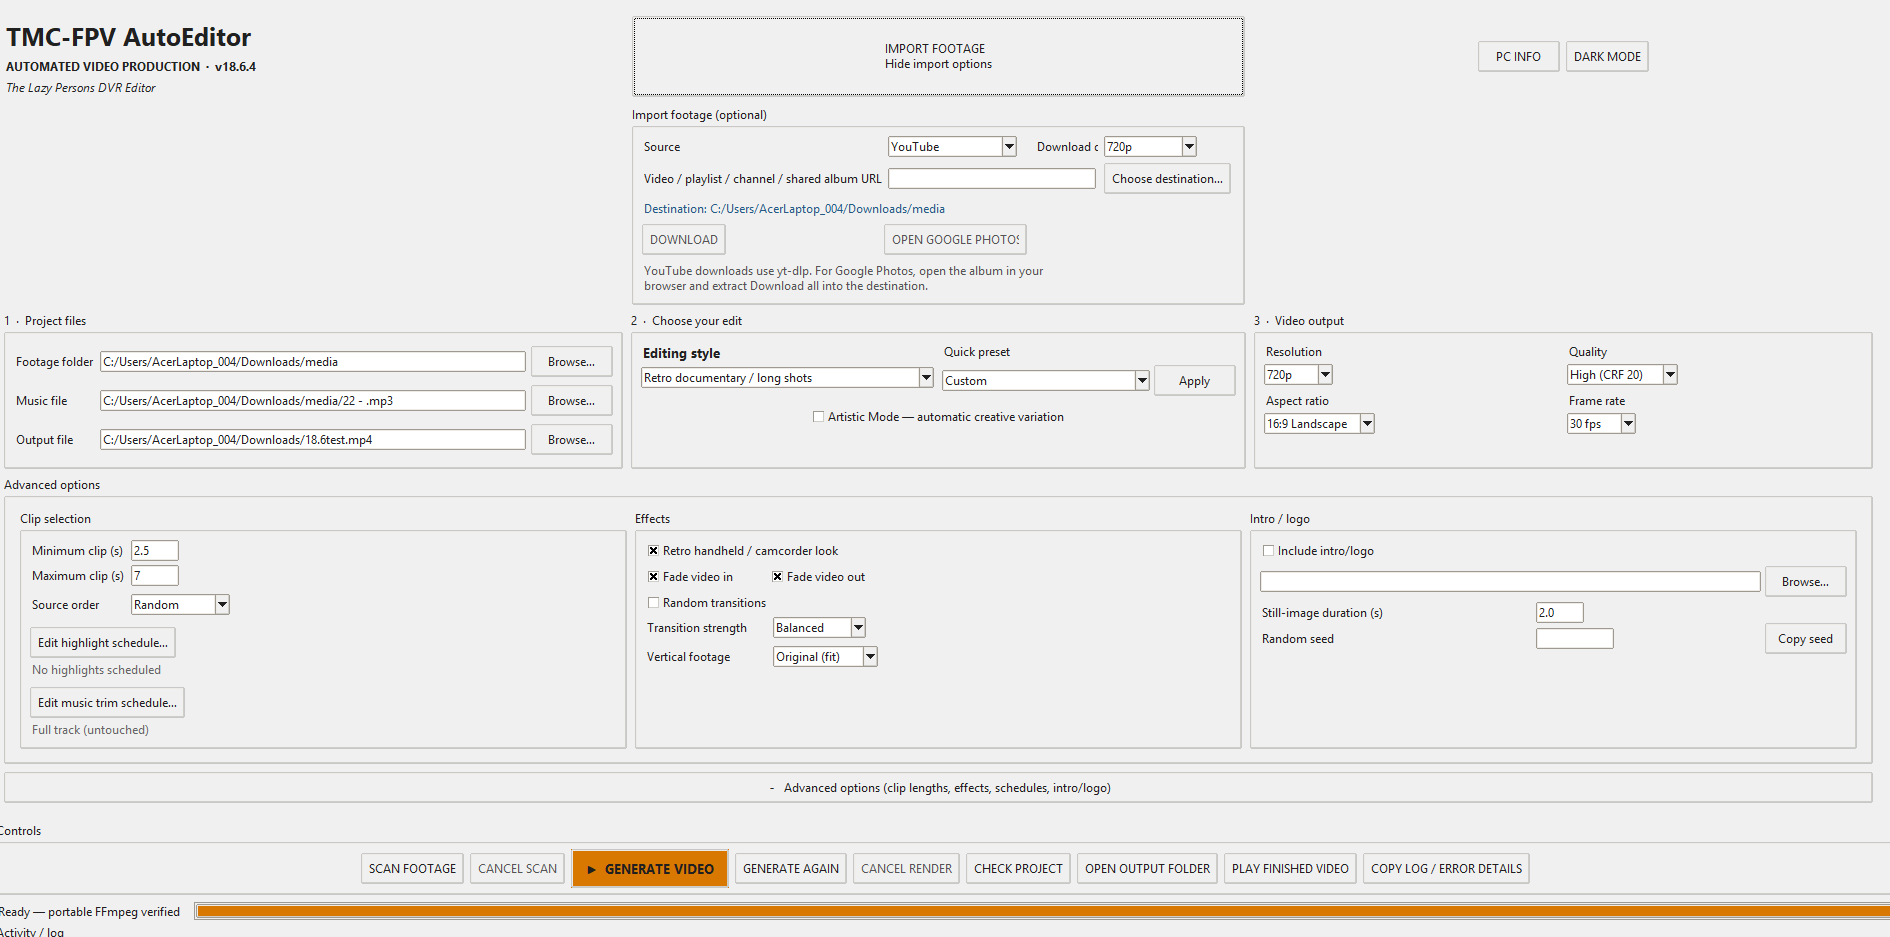 TMC-FPV AutoEditor
AUTOMATED VIDEO PRODUCTION · v18.6.4
The Lazy Persons DVR Editor
IMPORT FOOTAGE
Hide import options
PC INFO
DARK MODE
Import footage (optional)
Source
YouTube
Download c
720p
Video / playlist / channel / shared album URL
Choose destination...
Destination: C:/Users/AcerLaptop_004/Downloads/media
DOWNLOAD
OPEN GOOGLE PHOTOS
YouTube downloads use yt-dlp. For Google Photos, open the album in your
browser and extract Download all into the destination.
1 · Project files
Footage folder
C:/Users/AcerLaptop_004/Downloads/media
Browse...
Music file
C:/Users/AcerLaptop_004/Downloads/media/22 - .mp3
Browse...
Output file
C:/Users/AcerLaptop_004/Downloads/18.6test.mp4
Browse...
2 · Choose your edit
Editing style
Retro documentary / long shots
Quick preset
Custom
Apply
Artistic Mode — automatic creative variation
3 · Video output
Resolution
720p
Quality
High (CRF 20)
Aspect ratio
16:9 Landscape
Frame rate
30 fps
Advanced options
Clip selection
Minimum clip (s)
2.5
Maximum clip (s)
7
Source order
Random
Edit highlight schedule...
No highlights scheduled
Edit music trim schedule...
Full track (untouched)
Effects
Retro handheld / camcorder look
Fade video in
Fade video out
Random transitions
Transition strength
Balanced
Vertical footage
Original (fit)
Intro / logo
Include intro/logo
Browse...
Still-image duration (s)
2.0
Random seed
Copy seed
- Advanced options (clip lengths, effects, schedules, intro/logo)
Controls
SCAN FOOTAGE
CANCEL SCAN
► GENERATE VIDEO
GENERATE AGAIN
CANCEL RENDER
CHECK PROJECT
OPEN OUTPUT FOLDER
PLAY FINISHED VIDEO
COPY LOG / ERROR DETAILS
Ready — portable FFmpeg verified
Activity / log